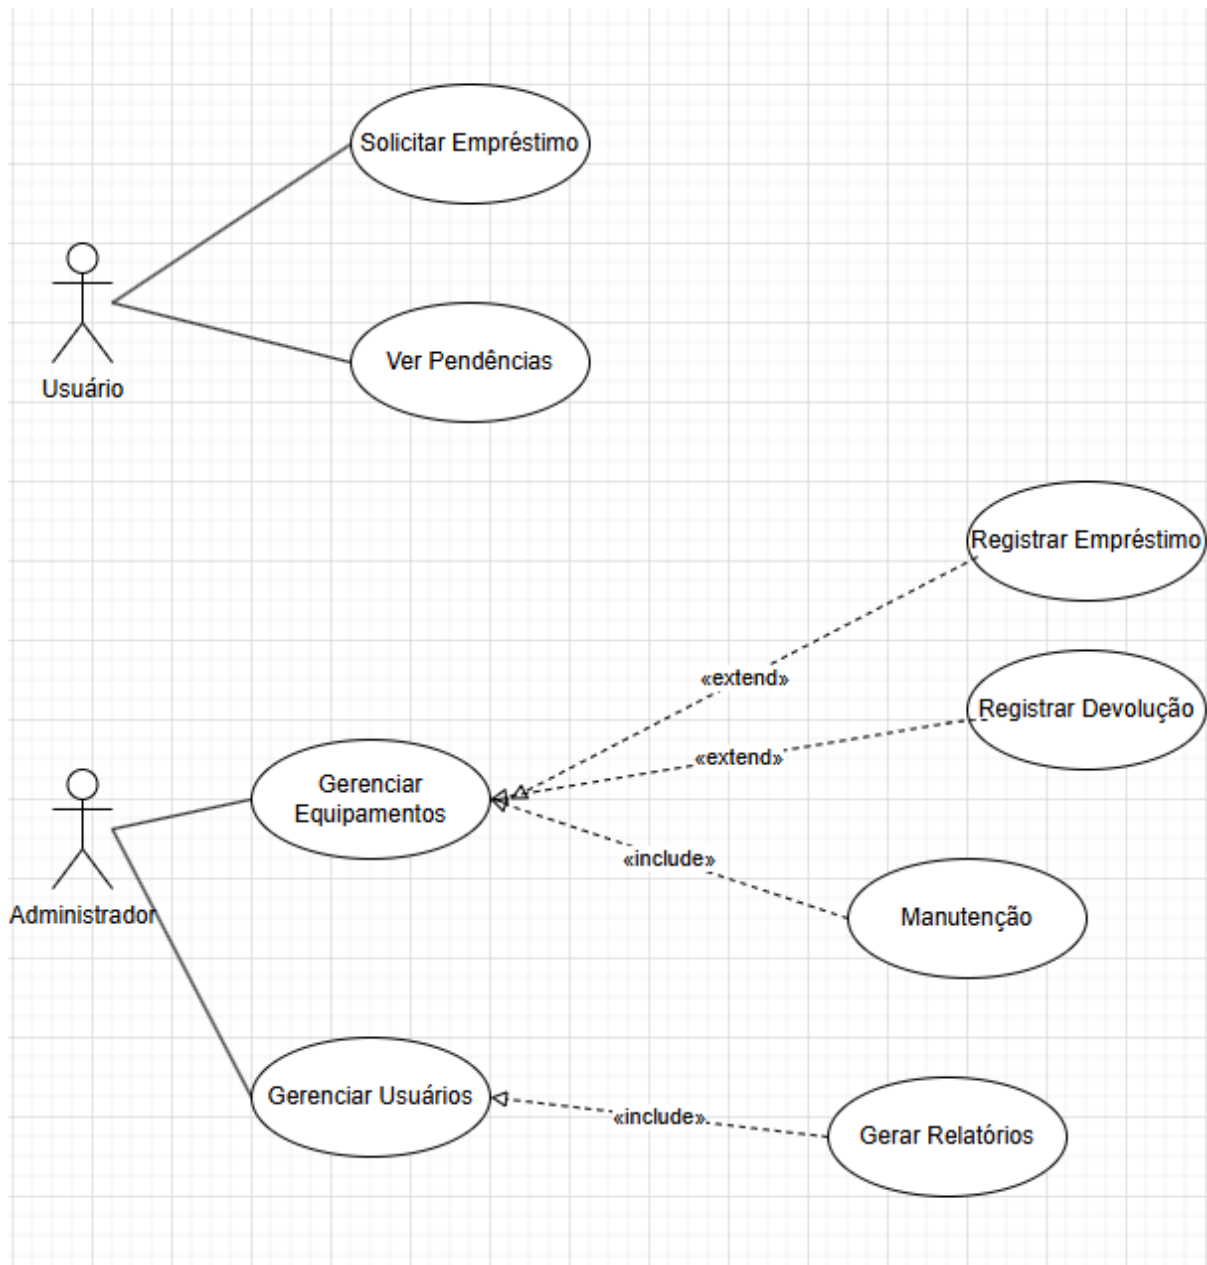 Solicitar Empréstimo
Ver Pendências
Usuário
Registrar Empréstimo
«extend»
Registrar Devolução
«extend»
Gerenciar
Equipamentos
«include»
Manutenção
Administrador
Gerenciar Usuários
«include»
Gerar Relatórios